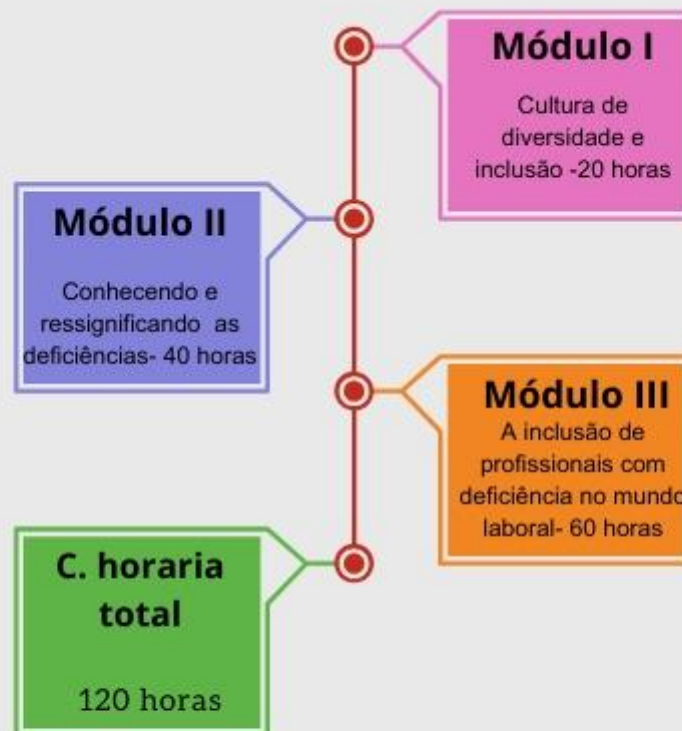 Módulo I
Cultura de
diversidade e
inclusão -20 horas
Módulo II
Conhecendo e
ressignificando as
deficiências- 40 horas
Módulo III
A inclusão de
profissionais com
deficiência no mundo
laboral- 60 horas
C. horaria
total
120 horas